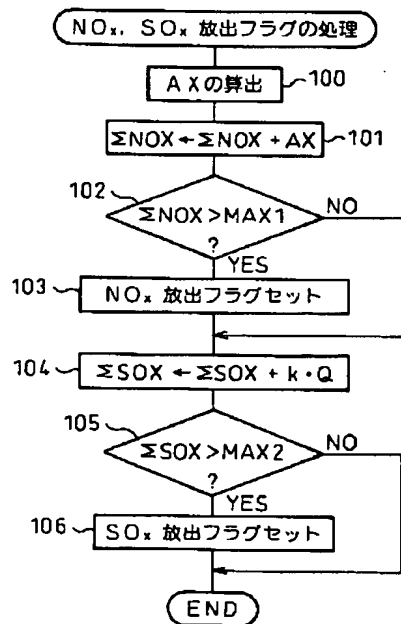 NOx, SOx 放出フラグの処理
AXの算出
100
ΣNOX←ΣNOX+AX
101
102
ΣNOX>MAX1
?
NO
YES
103
NOx 放出フラグセット
104
ΣSOX←ΣSOX+k・Q
105
ΣSOX>MAX2
?
NO
YES
106
SOx 放出フラグセット
END